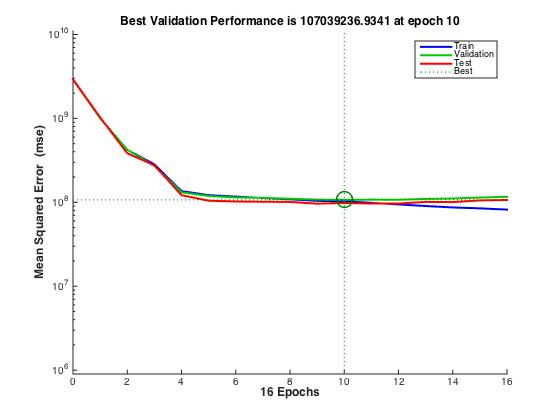 Best Validation Performance is 107039236.9341 at epoch 10
Mean Squared Error (mse)
10^10
10^9
10^8
10^7
10^6
Train
Validation
Test
Best
0 2 4 6 8 10 12 14 16
16 Epochs